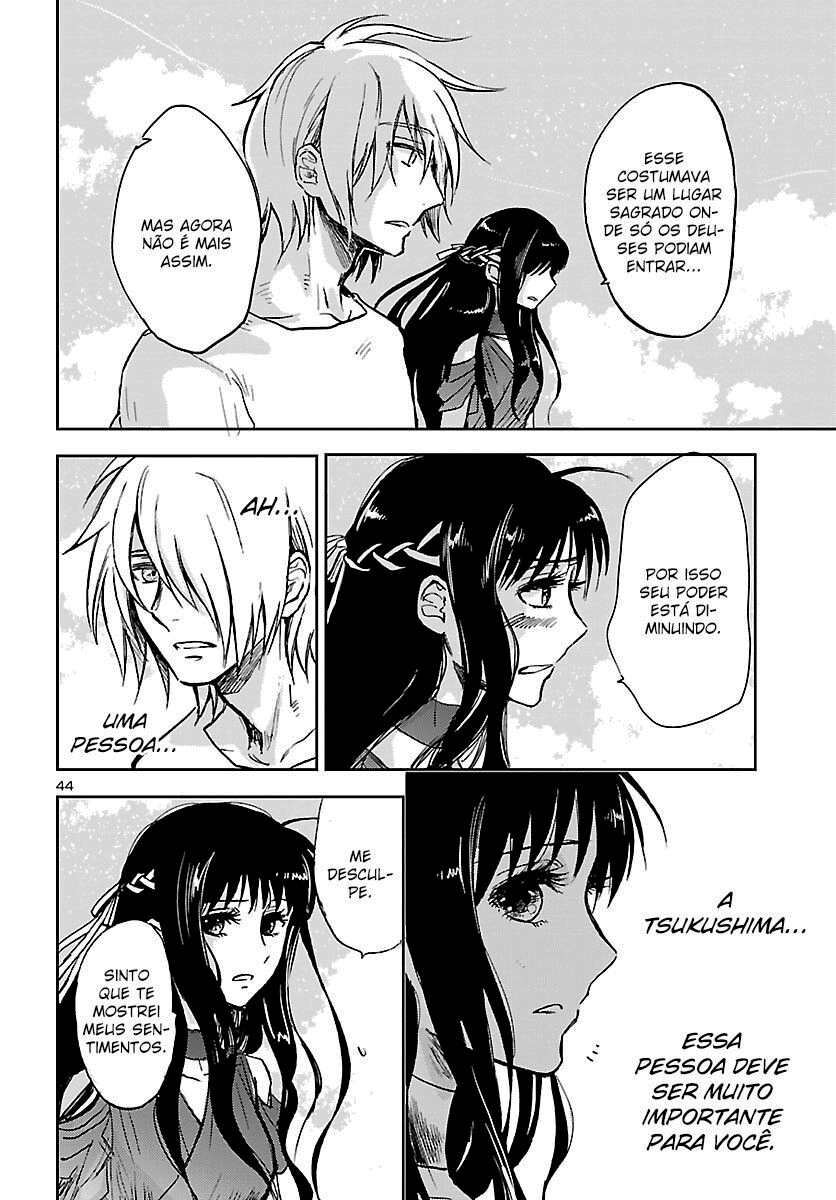 ESSE
COSTUMAVA
SER UM LUGAR
SAGRADO ON-
DE SÓ OS DEU-
SES PODIAM
ENTRAR...
MAS AGORA
NÃO É MAIS
ASSIM.
POR ISSO
SEU PODER
ESTÁ DI-
MINUINDO.
AH...
UMA
PESSOA...
44
A
TSUKUSHIMA...
ESSA
PESSOA DEVE
SER MUITO
IMPORTANTE
PARA VOCÊ.
ME
DESCUL-
PE.
SINTO
QUE TE
MOSTREI
MEUS SEN-
TIMENTOS.